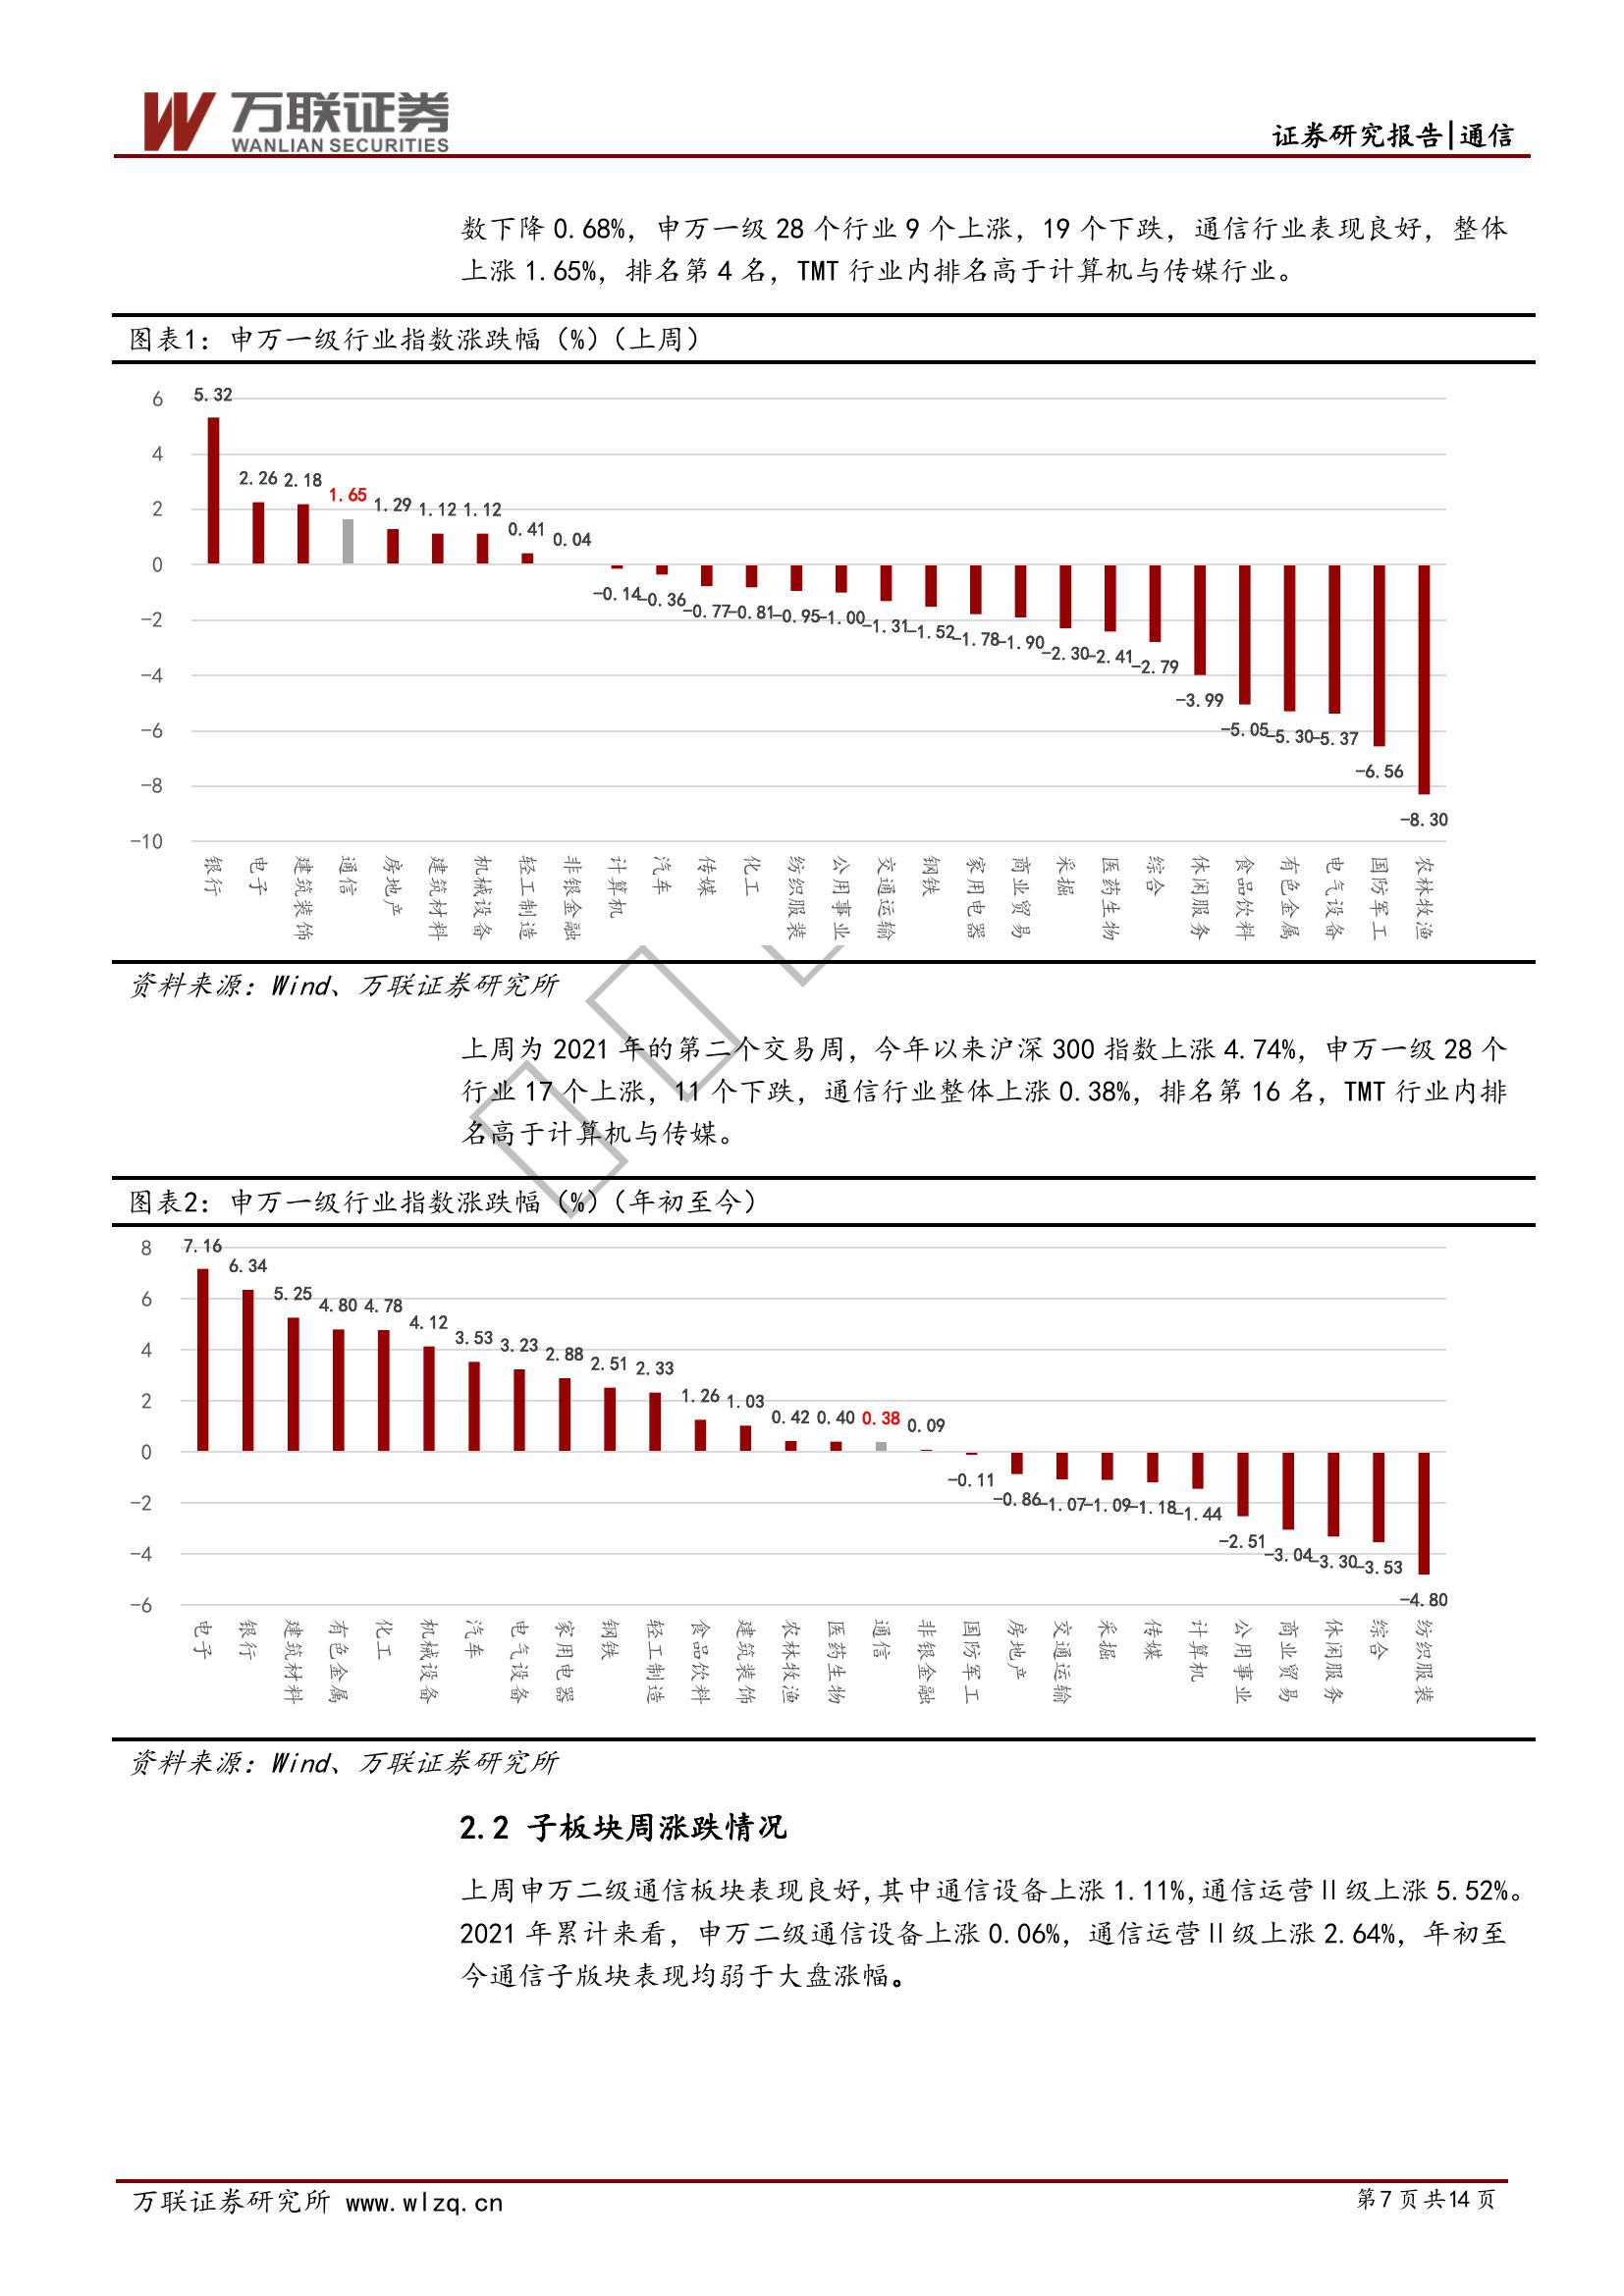 万联证券
WANLIAN SECURITIES
证券研究报告|通信
数下降 0.68%，申万一级 28 个行业 9 个上涨，19 个下跌，通信行业表现良好，整体
上涨 1.65%，排名第 4 名，TMT 行业内排名高于计算机与传媒行业。
图表1：申万一级行业指数涨跌幅（%）（上周）
6
4
2
0
-2
-4
-6
-8
-10
5.32 2.26 2.18 1.65 1.29 1.12 1.12 0.41 0.04 -0.14 -0.36 -0.77 -0.81 -0.95 -1.00 -1.31 -1.52 -1.78 -1.90 -2.30 -2.41 -2.79 -3.99 -5.05 -5.30 -5.37 -6.56 -8.30
银行 电子 建筑装饰 通信 房地产 建筑材料 机械设备 轻工制造 非银金融 计算机 汽车 传媒 化工 纺织服装 公用事业 交通运输 钢铁 家用电器 商业贸易 采掘 医药生物 综合 休闲服务 食品饮料 有色金属 电气设备 国防军工 农林牧渔
资料来源：Wind、万联证券研究所
上周为 2021 年的第二个交易周，今年以来沪深 300 指数上涨 4.74%，申万一级 28 个
行业 17 个上涨，11 个下跌，通信行业整体上涨 0.38%，排名第 16 名，TMT 行业内排
名高于计算机与传媒。
图表2：申万一级行业指数涨跌幅（%）（年初至今）
8
6
4
2
0
-2
-4
-6
7.16 6.34 5.25 4.80 4.78 4.12 3.53 3.23 2.88 2.51 2.33 1.26 1.03 0.42 0.40 0.38 0.09 -0.11 -0.86 -1.07 -1.09 -1.18 -1.44 -2.51 -3.04 -3.30 -3.53 -4.80
电子 银行 建筑材料 有色金属 化工 机械设备 汽车 电气设备 家用电器 钢铁 轻工制造 食品饮料 建筑装饰 农林牧渔 医药生物 通信 非银金融 国防军工 房地产 交通运输 采掘 传媒 计算机 公用事业 商业贸易 休闲服务 综合 纺织服装
资料来源：Wind、万联证券研究所
2.2 子板块周涨跌情况
上周申万二级通信板块表现良好,其中通信设备上涨 1.11%,通信运营Ⅱ级上涨 5.52%。
2021 年累计来看，申万二级通信设备上涨 0.06%，通信运营Ⅱ级上涨 2.64%，年初至
今通信子版块表现均弱于大盘涨幅。
万联证券研究所 www.wlzq.cn
第 7 页 共 14 页